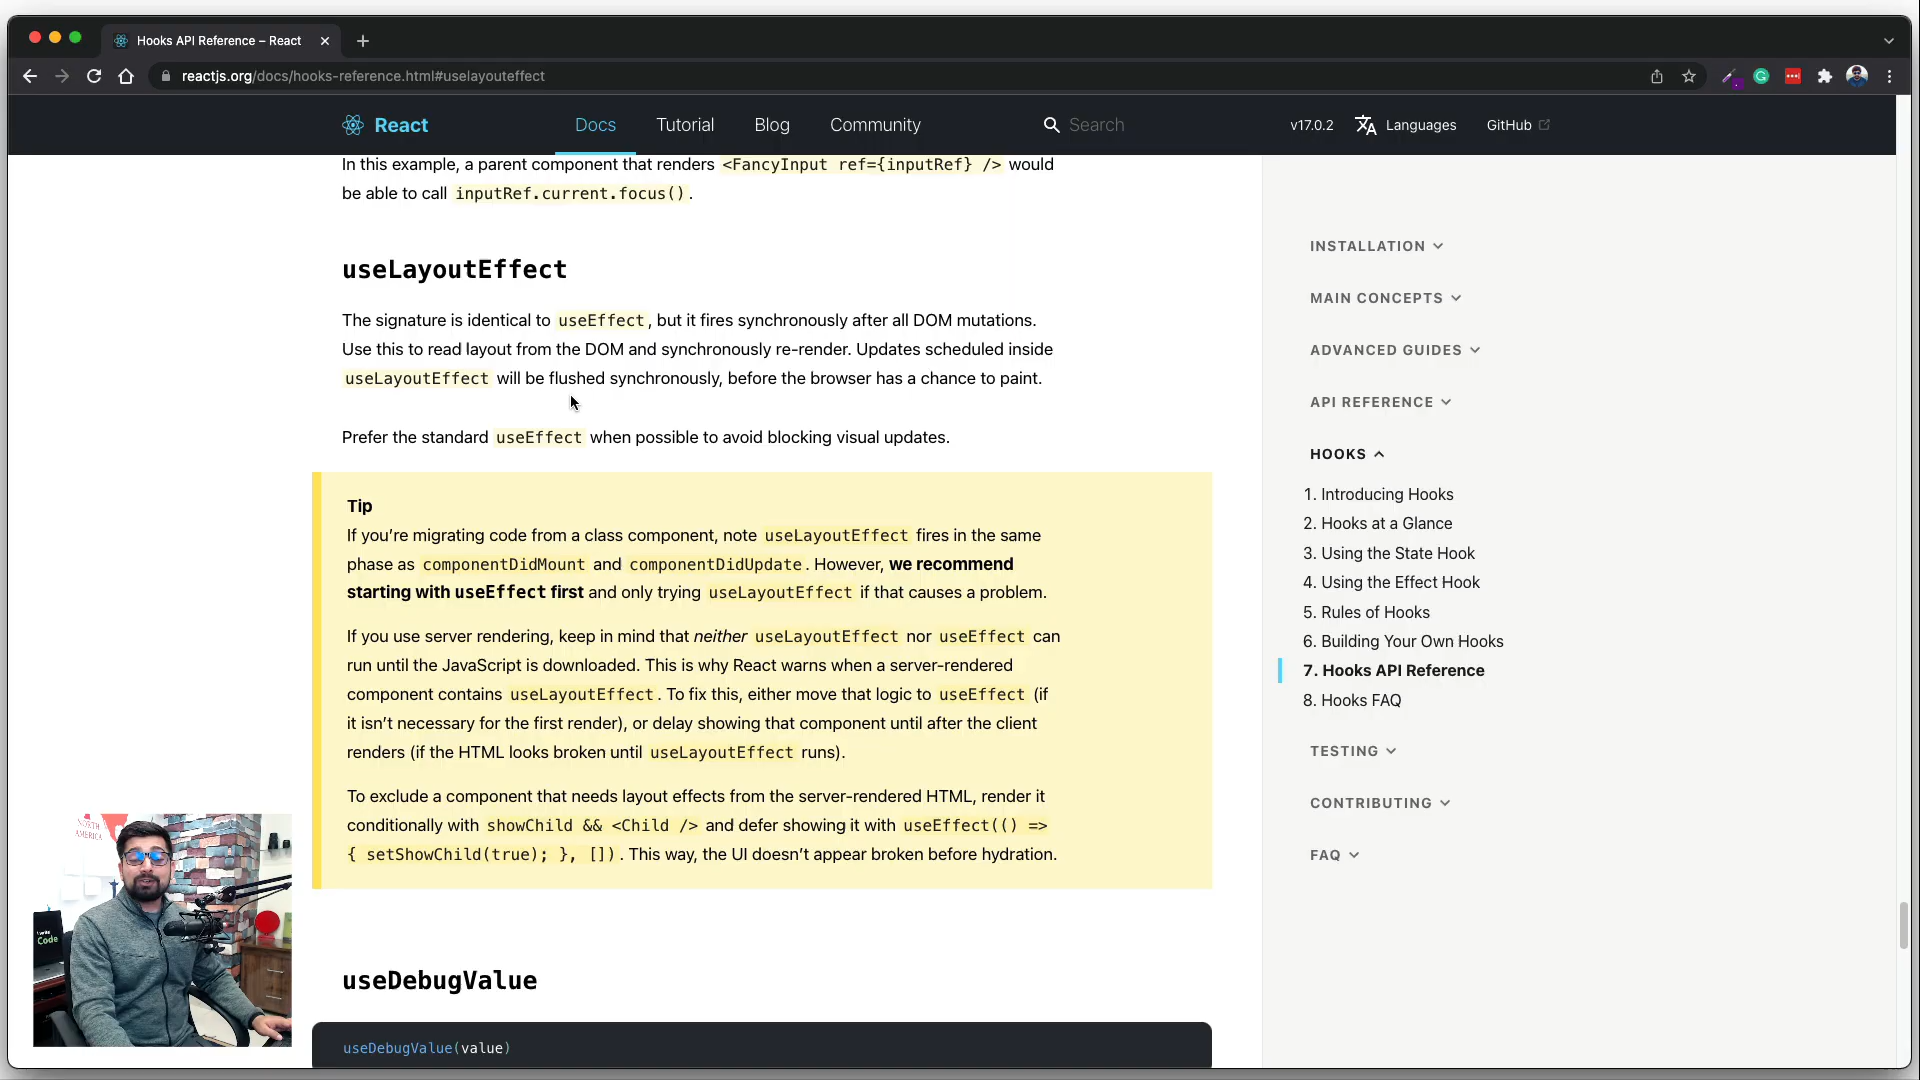 Hooks API Reference – React
reactjs.org/docs/hooks-reference.html#uselayouteffect
React
Docs
Tutorial
Blog
Community
Search
v17.0.2
Languages
GitHub
In this example, a parent component that renders <FancyInput ref={inputRef} /> would
be able to call inputRef.current.focus().
useLayoutEffect
The signature is identical to useEffect, but it fires synchronously after all DOM mutations.
Use this to read layout from the DOM and synchronously re-render. Updates scheduled inside
useLayoutEffect will be flushed synchronously, before the browser has a chance to paint.
Prefer the standard useEffect when possible to avoid blocking visual updates.
Tip
If you’re migrating code from a class component, note useLayoutEffect fires in the same
phase as componentDidMount and componentDidUpdate. However, we recommend
starting with useEffect first and only trying useLayoutEffect if that causes a problem.
If you use server rendering, keep in mind that neither useLayoutEffect nor useEffect can
run until the JavaScript is downloaded. This is why React warns when a server-rendered
component contains useLayoutEffect. To fix this, either move that logic to useEffect (if
it isn’t necessary for the first render), or delay showing that component until after the client
renders (if the HTML looks broken until useLayoutEffect runs).
To exclude a component that needs layout effects from the server-rendered HTML, render it
conditionally with showChild && <Child /> and defer showing it with useEffect(() =>
{ setShowChild(true); }, []). This way, the UI doesn’t appear broken before hydration.
useDebugValue
useDebugValue(value)
INSTALLATION
MAIN CONCEPTS
ADVANCED GUIDES
API REFERENCE
HOOKS
1. Introducing Hooks
2. Hooks at a Glance
3. Using the State Hook
4. Using the Effect Hook
5. Rules of Hooks
6. Building Your Own Hooks
7. Hooks API Reference
8. Hooks FAQ
TESTING
CONTRIBUTING
FAQ
NORTH
AMERICA
Code